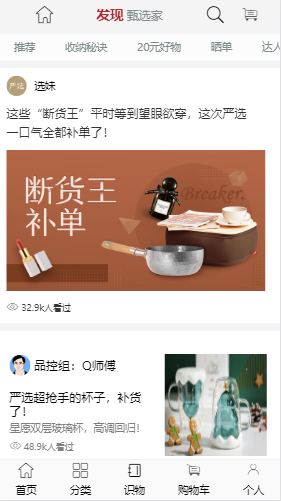 发现 甄选家
推荐 收纳秘诀 20元好物 晒单 达人
严选 选妹
这些“断货王”平时等到望眼欲穿，这次严选
一口气全都补单了！
断货王
补单
Breaker.
32.9k人看过
品控组：Q师傅
严选超抢手的杯子，补货
了！
星愿双层玻璃杯，高调回归！
48.9k人看过
首页 分类 识物 购物车 个人